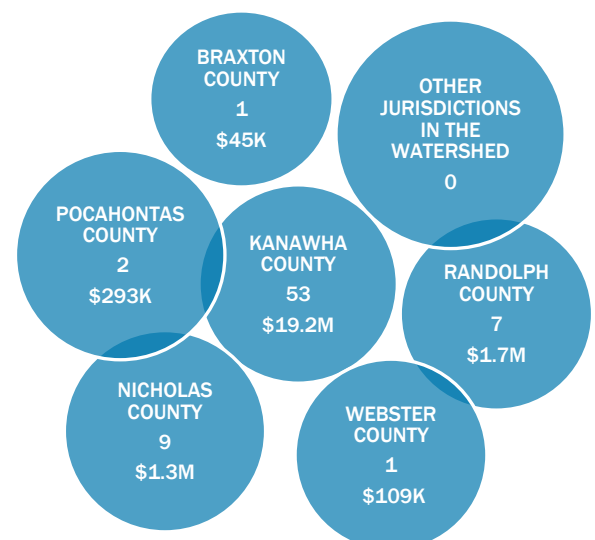 BRAXTON
COUNTY
1
$45K
OTHER
JURISDICTIONS
IN THE
WATERSHED
0
POCAHONTAS
COUNTY
2
$293K
KANAWHA
COUNTY
53
$19.2M
RANDOLPH
COUNTY
7
$1.7M
NICHOLAS
COUNTY
9
$1.3M
WEBSTER
COUNTY
1
$109K